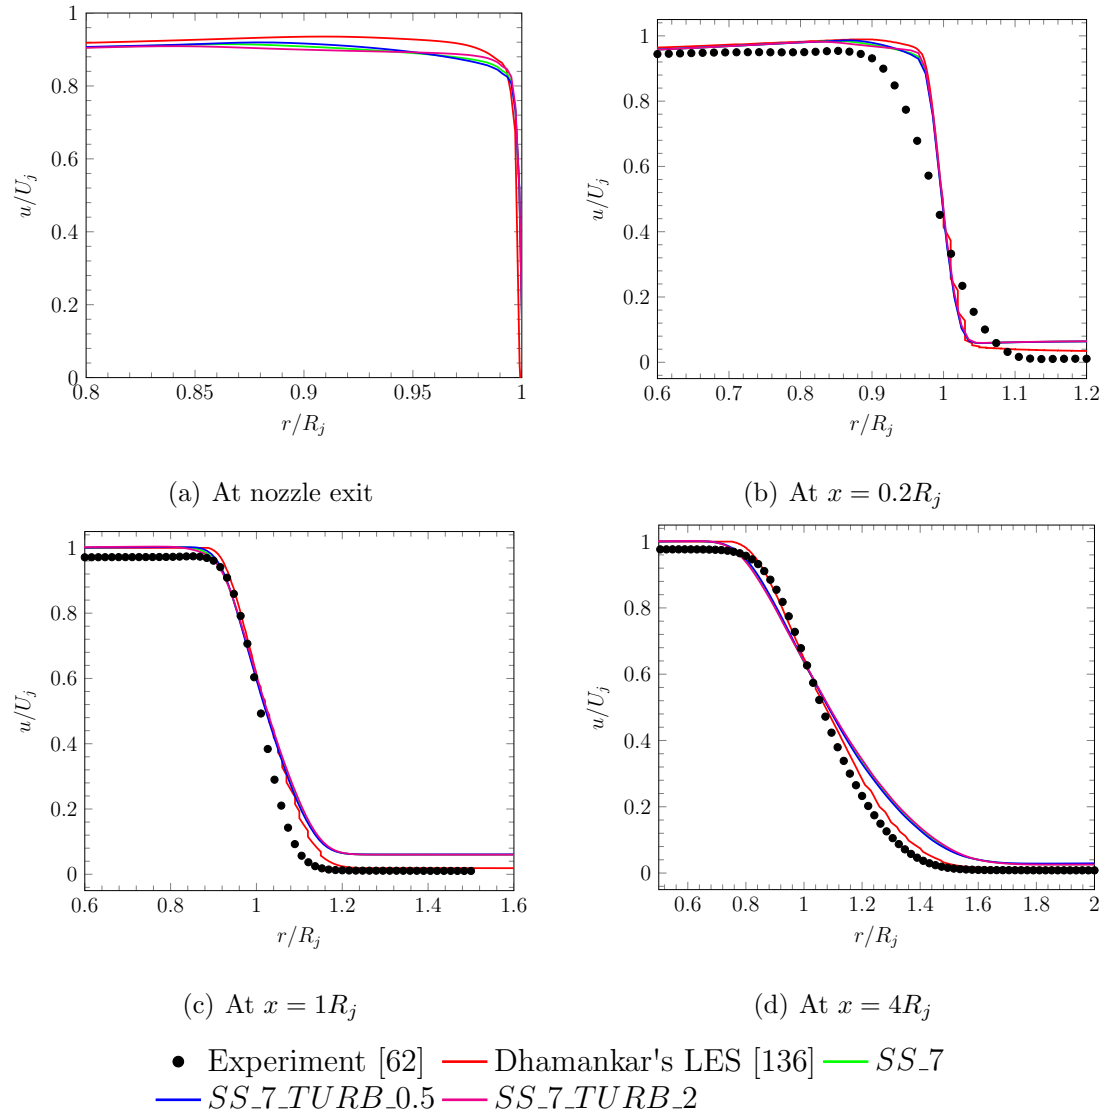 1
0.8
0.6
0.4
0.2
0
u/U_j
0.8 0.85 0.9 0.95 1
r/R_j
(a) At nozzle exit
1
0.8
0.6
0.4
0.2
0
u/U_j
0.6 0.7 0.8 0.9 1 1.1 1.2
r/R_j
(b) At x = 0.2R_j
1
0.8
0.6
0.4
0.2
0
u/U_j
0.6 0.8 1 1.2 1.4 1.6
r/R_j
(c) At x = 1R_j
1
0.8
0.6
0.4
0.2
0
u/U_j
0.6 0.8 1 1.2 1.4 1.6 1.8 2
r/R_j
(d) At x = 4R_j
Experiment [62] Dhamankar's LES [136] SS_7
SS_7_TURB_0.5 SS_7_TURB_2